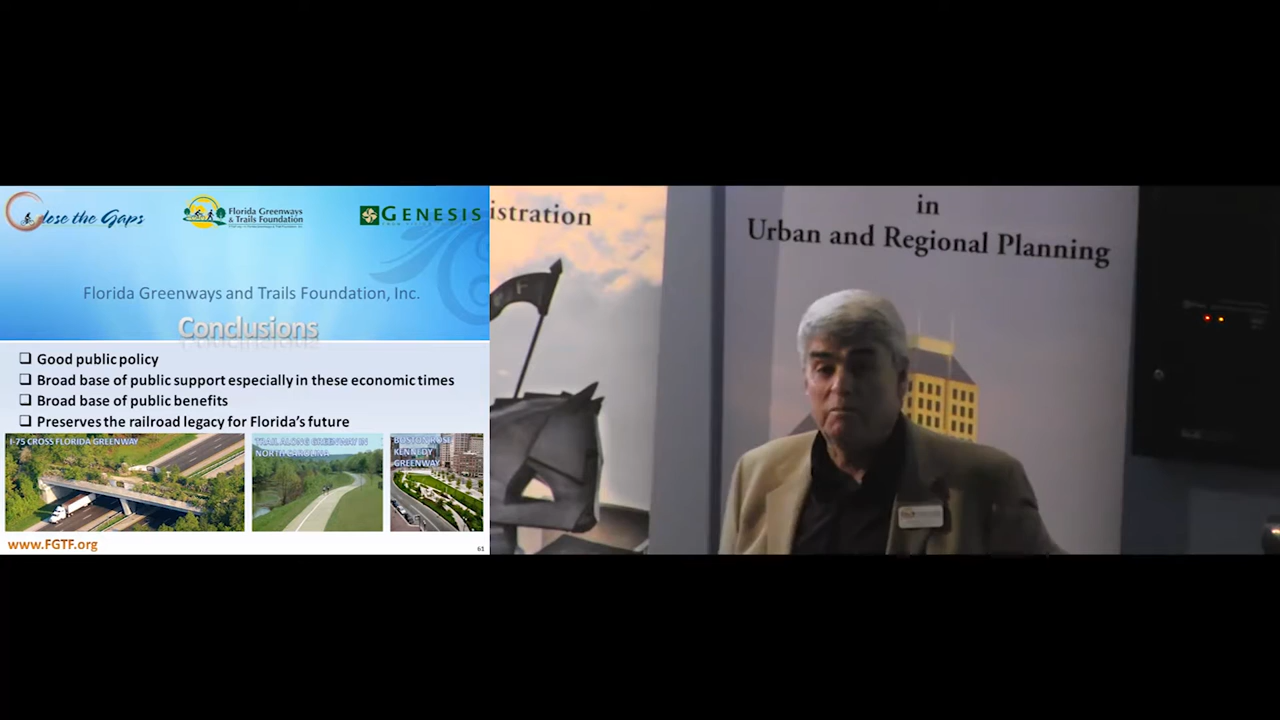 Close the Gaps
Florida Greenways
& Trails Foundation
GENESIS
Florida Greenways and Trails Foundation, Inc.
Conclusions
Good public policy
Broad base of public support especially in these economic times
Broad base of public benefits
Preserves the railroad legacy for Florida's future
I-75 CROSS FLORIDA GREENWAY
TRAIL ALONG GREENWAY IN
NORTH CAROLINA
BOSTON ROSE
KENNEDY
GREENWAY
www.FGTF.org
61
istration
in
Urban and Regional Planning